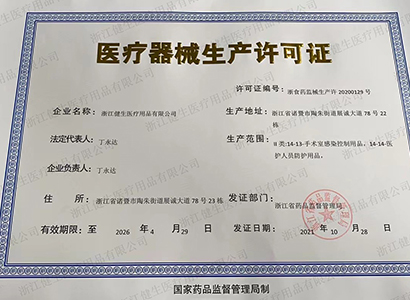 医疗器械生产许可证
许可证编号：浙食药监械生产许 20200129 号
企业名称：浙江健生医疗用品有限公司
生产地址：浙江省诸暨市陶朱街道展诚大道 78 号 22 栋
法定代表人：丁永达
生产范围：II 类:14-13-手术室感染控制用品，14-14-医护人员防护用品，
企业负责人：丁永达
住 所：浙江省诸暨市陶朱街道展诚大道 78 号 23 栋
发证部门：浙江省药品监督管理局
有效期限：至 2026 年 4 月 29 日
发证日期：2021 年 10 月 28 日
国家药品监督管理局制